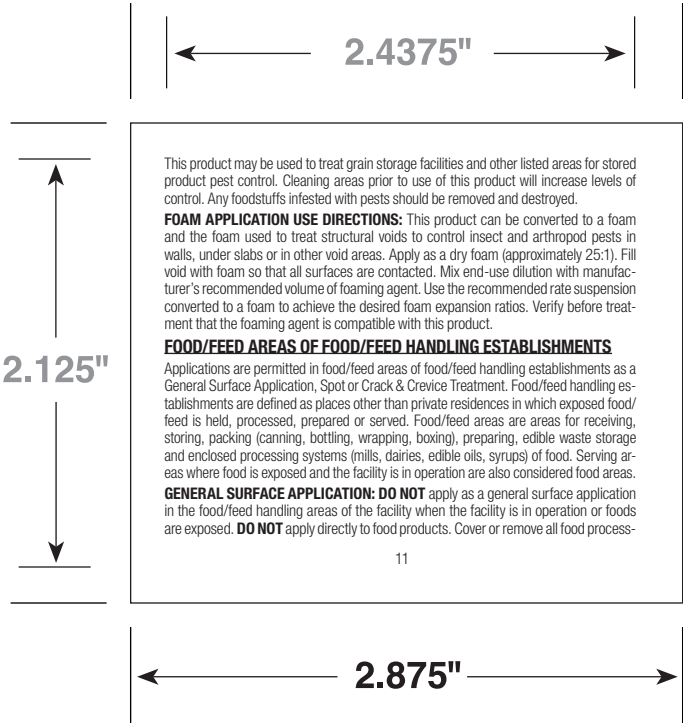 2.4375"
This product may be used to treat grain storage facilities and other listed areas for stored
product pest control. Cleaning areas prior to use of this product will increase levels of
control. Any foodstuffs infested with pests should be removed and destroyed.
FOAM APPLICATION USE DIRECTIONS: This product can be converted to a foam
and the foam used to treat structural voids to control insect and arthropod pests in
walls, under slabs or in other void areas. Apply as a dry foam (approximately 25:1). Fill
void with foam so that all surfaces are contacted. Mix end-use dilution with manufac-
turer's recommended volume of foaming agent. Use the recommended rate suspension
converted to a foam to achieve the desired foam expansion ratios. Verify before treat-
ment that the foaming agent is compatible with this product.
FOOD/FEED AREAS OF FOOD/FEED HANDLING ESTABLISHMENTS
2.125"
Applications are permitted in food/feed areas of food/feed handling establishments as a
General Surface Application, Spot or Crack & Crevice Treatment. Food/feed handling es-
tablishments are defined as places other than private residences in which exposed food/
feed is held, processed, prepared or served. Food/feed areas are areas for receiving,
storing, packing (canning, bottling, wrapping, boxing), preparing, edible waste storage
and enclosed processing systems (mills, dairies, edible oils, syrups) of food. Serving ar-
eas where food is exposed and the facility is in operation are also considered food areas.
GENERAL SURFACE APPLICATION: DO NOT apply as a general surface application
in the food/feed handling areas of the facility when the facility is in operation or foods
are exposed. DO NOT apply directly to food products. Cover or remove all food process-
11
2.875"